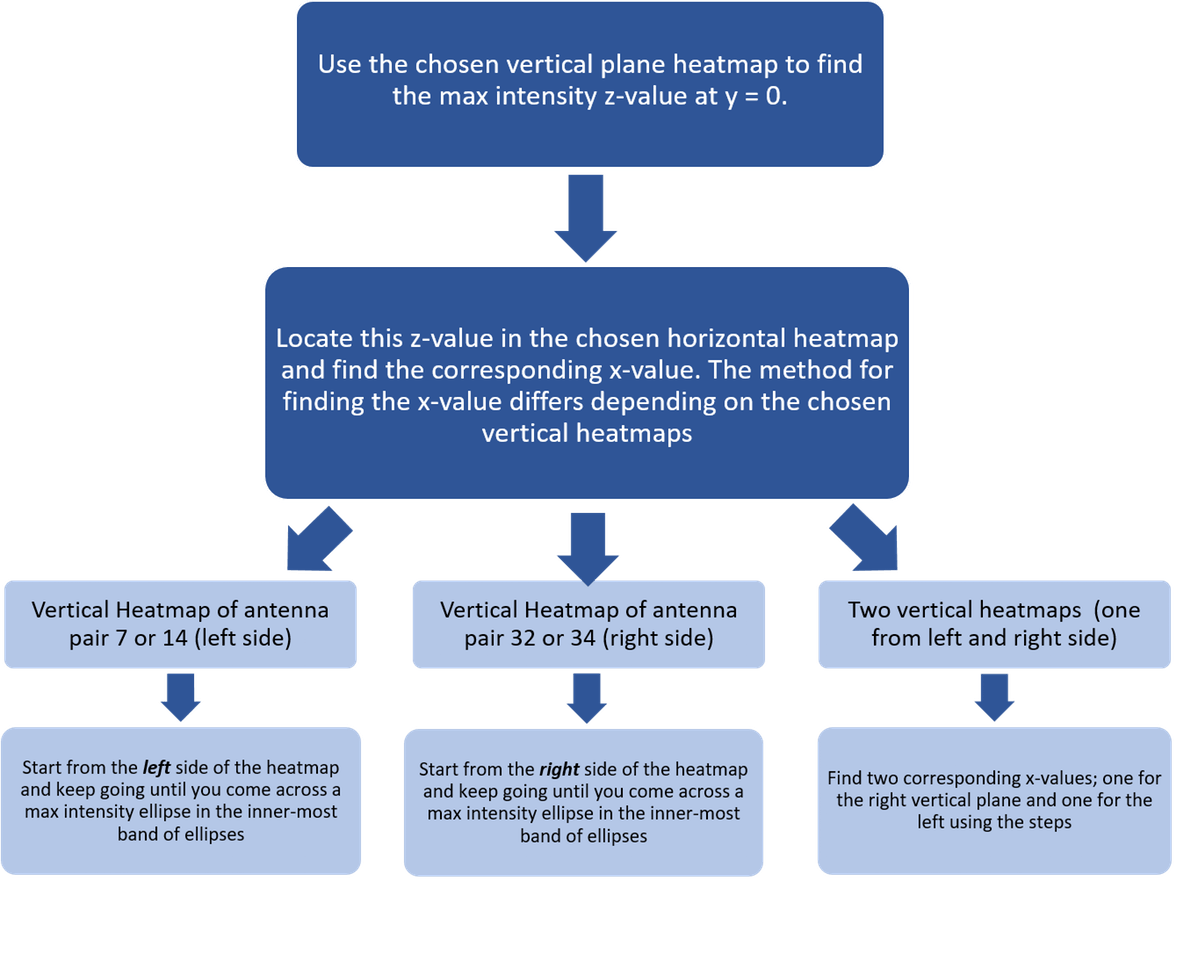 Use the chosen vertical plane heatmap to find
the max intensity z-value at y = 0.
Locate this z-value in the chosen horizontal heatmap
and find the corresponding x-value. The method for
finding the x-value differs depending on the chosen
vertical heatmaps
Vertical Heatmap of antenna
pair 7 or 14 (left side)
Vertical Heatmap of antenna
pair 32 or 34 (right side)
Two vertical heatmaps (one
from left and right side)
Start from the left side of the heatmap
and keep going until you come across a
max intensity ellipse in the inner-most
band of ellipses
Start from the right side of the heatmap
and keep going until you come across a
max intensity ellipse in the inner-most
band of ellipses
Find two corresponding x-values; one for
the right vertical plane and one for the
left using the steps